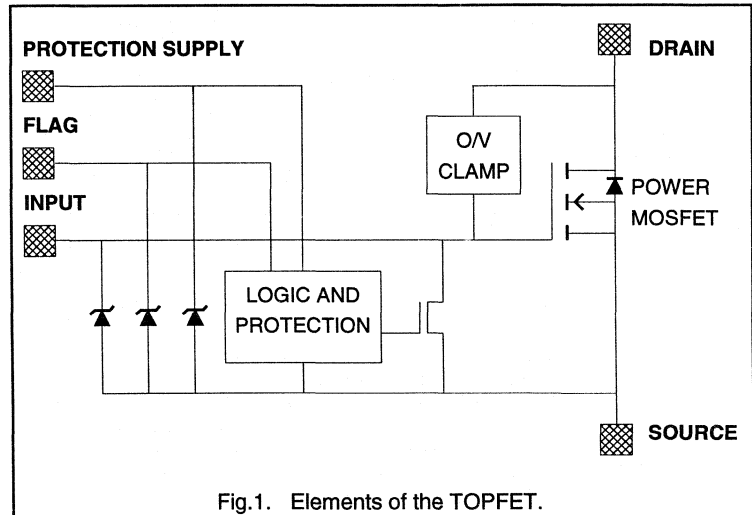 PROTECTION SUPPLY
DRAIN
FLAG
O/V
CLAMP
INPUT
POWER
MOSFET
LOGIC AND
PROTECTION
SOURCE
Fig.1. Elements of the TOPFET.